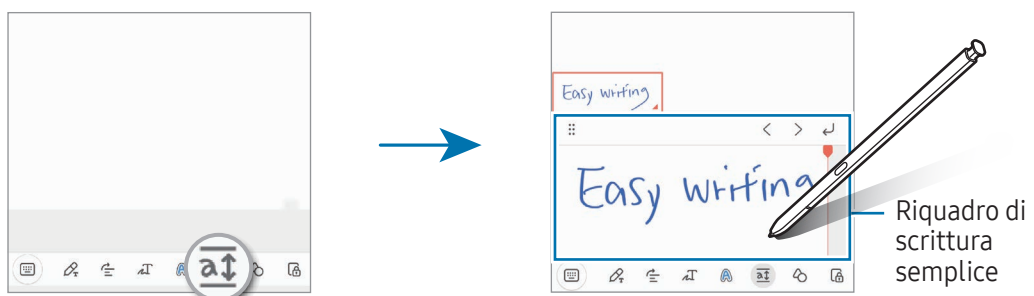 Easy writing
Easy writing
Riquadro di
scrittura
semplice